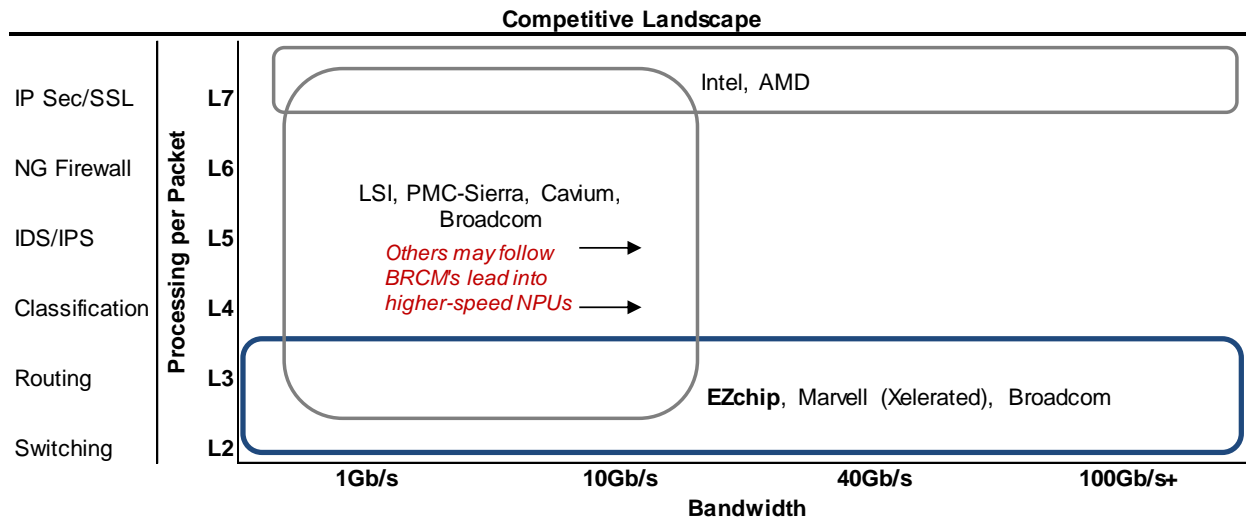 Competitive Landscape
Intel, AMD
IP Sec/SSL L7
NG Firewall L6
LSI, PMC-Sierra, Cavium,
Broadcom
IDS/IPS L5
Others may follow
BRCM's lead into
higher-speed NPUs
Classification L4
Processing per Packet
Routing L3
EZchip, Marvell (Xelerated), Broadcom
Switching L2
1Gb/s 10Gb/s 40Gb/s 100Gb/s+
Bandwidth